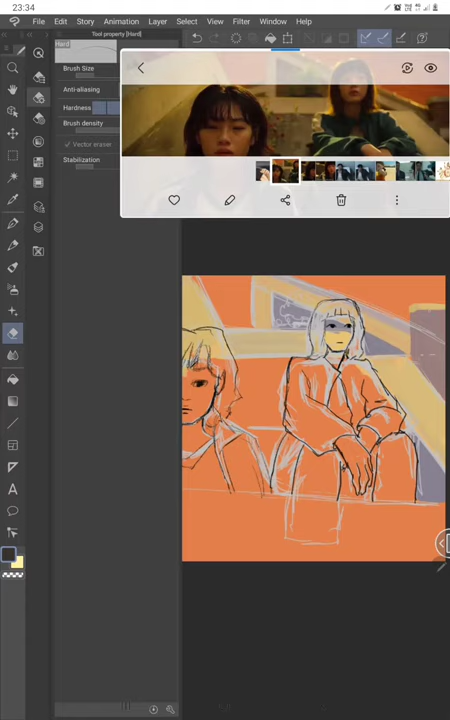 23:34
File Edit Story Animation Layer Select Filter Window Help
Tool property [Hard]
Hard
Brush Size
Anti-aliasing
Hardness
Brush density
Vector eraser
Stabilization